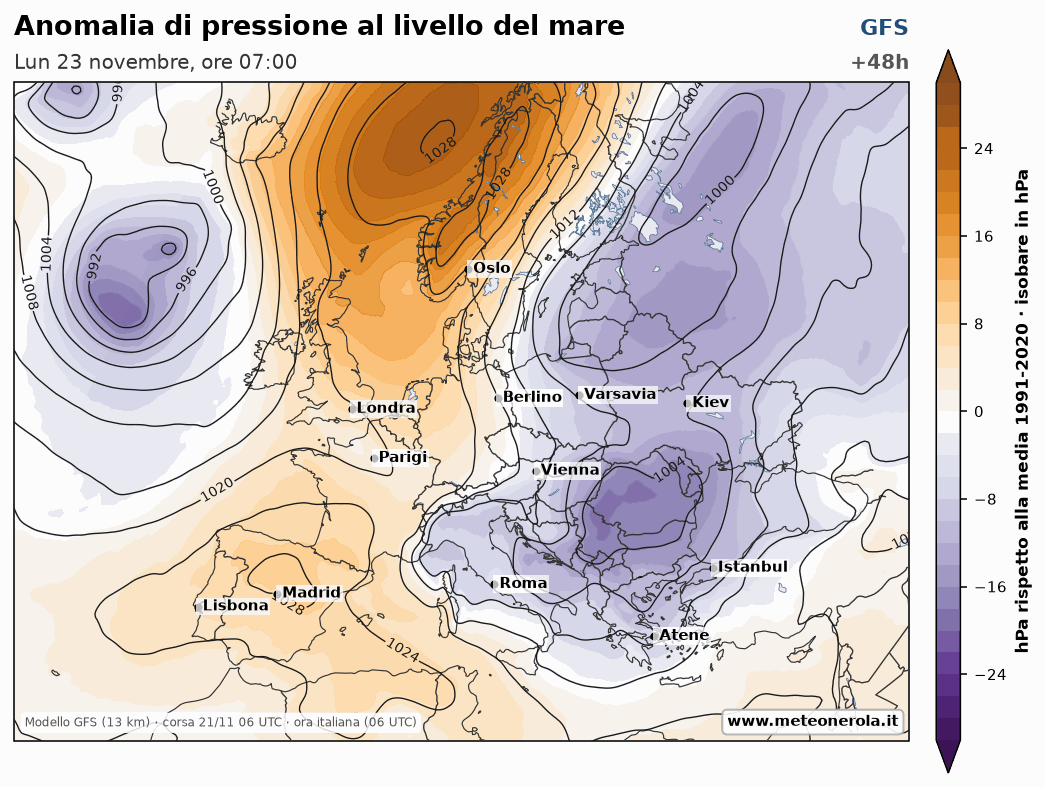 Anomalia di pressione al livello del mare
GFS
Lun 23 novembre, ore 07:00
+48h
1004
1028
1000
1028
1000
1012
1004
992
996
1008
Oslo
24
16
8
0
−8
−16
−24
hPa rispetto alla media 1991-2020 · isobare in hPa
Londra
Berlino
Varsavia
Kiev
Parigi
Vienna
1004
1020
Roma
Istanbul
Madrid
Lisbona
Atene
1024
Modello GFS (13 km) · corsa 21/11 06 UTC · ora italiana (06 UTC)
www.meteonerola.it